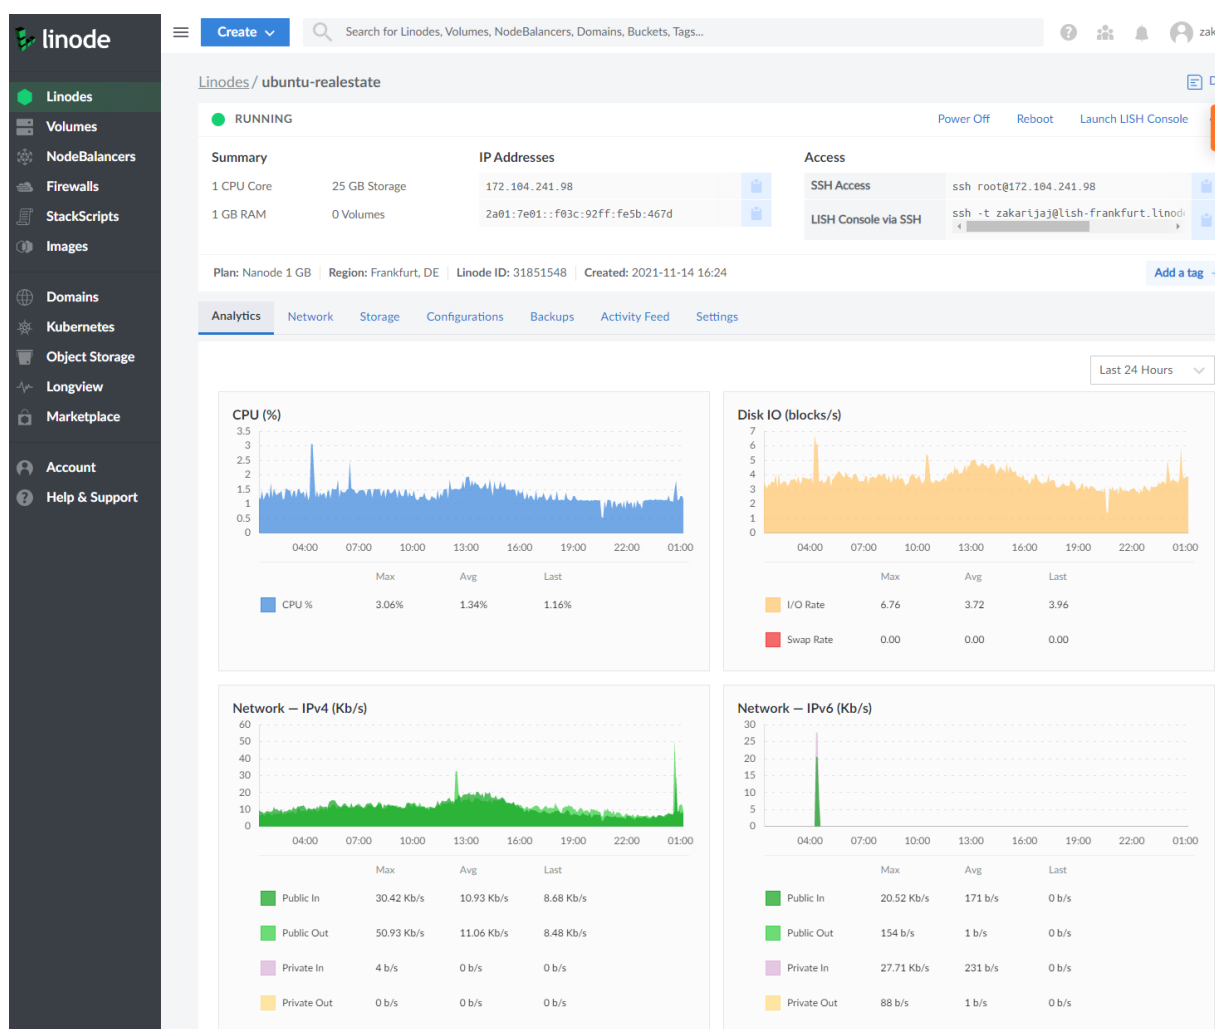 linode
Create
Search for Linodes, Volumes, NodeBalancers, Domains, Buckets, Tags...
zak
Linodes
Volumes
NodeBalancers
Firewalls
StackScripts
Images
Domains
Kubernetes
Object Storage
Longview
Marketplace
Account
Help & Support
Linodes / ubuntu-realestate
D
RUNNING
Power Off Reboot Launch LISH Console
Summary
1 CPU Core 25 GB Storage
1 GB RAM 0 Volumes
IP Addresses
172.104.241.98
2a01:7e01::f03c:92ff:fe5b:467d
Access
SSH Access ssh root@172.104.241.98
LISH Console via SSH ssh -t zakarijaj@lish-frankfurt.linod
Plan: Nanode 1 GB Region: Frankfurt, DE Linode ID: 31851548 Created: 2021-11-14 16:24
Add a tag
Analytics Network Storage Configurations Backups Activity Feed Settings
Last 24 Hours
CPU (%)
3.5
3
2.5
2
1.5
1
0.5
0
04:00 07:00 10:00 13:00 16:00 19:00 22:00 01:00
Max Avg Last
CPU % 3.06% 1.34% 1.16%
Disk IO (blocks/s)
7
6
5
4
3
2
1
0
04:00 07:00 10:00 13:00 16:00 19:00 22:00 01:00
Max Avg Last
I/O Rate 6.76 3.72 3.96
Swap Rate 0.00 0.00 0.00
Network — IPv4 (Kb/s)
60
50
40
30
20
10
0
04:00 07:00 10:00 13:00 16:00 19:00 22:00 01:00
Max Avg Last
Public In 30.42 Kb/s 10.93 Kb/s 8.68 Kb/s
Public Out 50.93 Kb/s 11.06 Kb/s 8.48 Kb/s
Private In 4 b/s 0 b/s 0 b/s
Private Out 0 b/s 0 b/s 0 b/s
Network — IPv6 (Kb/s)
30
25
20
15
10
5
0
04:00 07:00 10:00 13:00 16:00 19:00 22:00 01:00
Max Avg Last
Public In 20.52 Kb/s 171 b/s 0 b/s
Public Out 154 b/s 1 b/s 0 b/s
Private In 27.71 Kb/s 231 b/s 0 b/s
Private Out 88 b/s 1 b/s 0 b/s